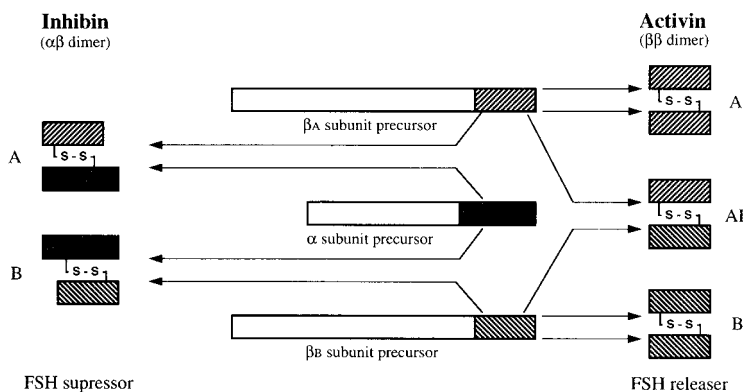 Inhibin
(αβ dimer)
Activin
(ββ dimer)
βA subunit precursor
S-S
A
S-S
A
α subunit precursor
S-S
B
S-S
βB subunit precursor
S-S
B
FSH supressor
FSH releaser